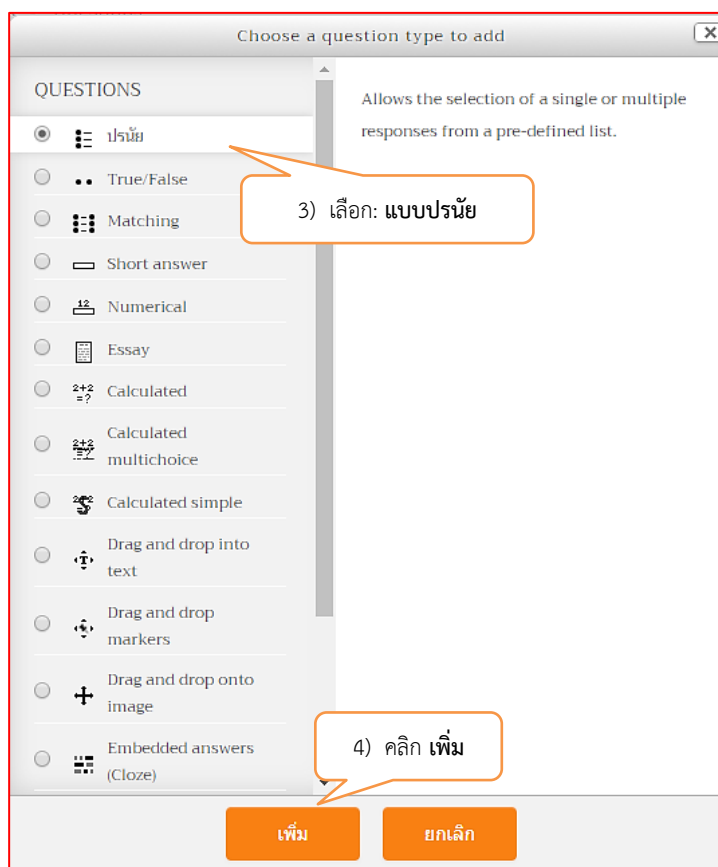 Choose a question type to add
QUESTIONS
ปรนัย
True/False
Matching
Short answer
Numerical
Essay
Calculated
Calculated
multichoice
Calculated simple
Drag and drop into
text
Drag and drop
markers
Drag and drop onto
image
Embedded answers
(Cloze)
Allows the selection of a single or multiple
responses from a pre-defined list.
3) เลือก: แบบปรนัย
4) คลิก เพิ่ม
เพิ่ม
ยกเลิก